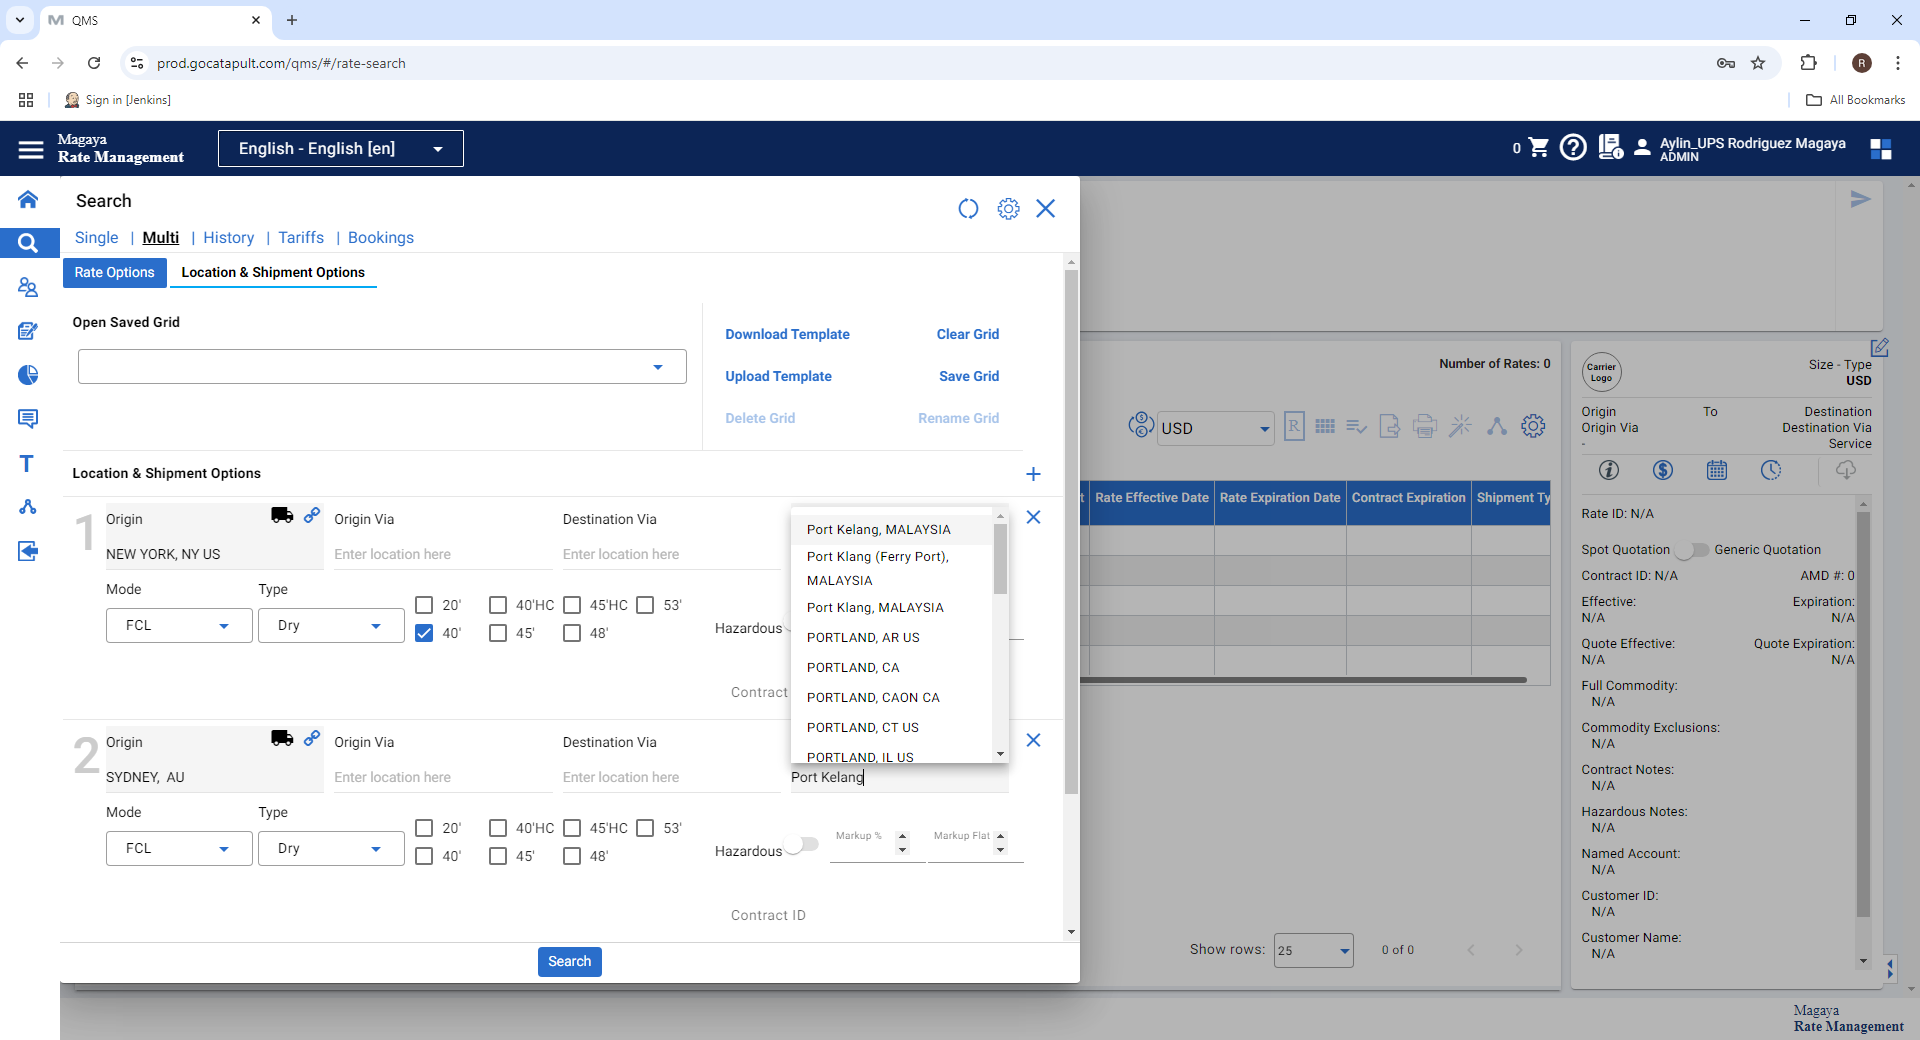 QMS
prod.gocatapult.com/qms/#/rate-search
R
Sign in [Jenkins]
All Bookmarks
Magaya
Rate Management
English - English [en]
0
Aylin_UPS Rodriguez Magaya
ADMIN
Search
Single | Multi | History | Tariffs | Bookings
Rate Options
Location & Shipment Options
Open Saved Grid
Download Template
Clear Grid
Upload Template
Save Grid
Delete Grid
Rename Grid
Location & Shipment Options
1
Origin
Origin Via
Destination Via
NEW YORK, NY US
Enter location here
Enter location here
Mode
Type
FCL
Dry
20'
40'HC
45'HC
53'
40'
45'
48'
Hazardous
Contract
Port Kelang, MALAYSIA
Port Klang (Ferry Port),
MALAYSIA
Port Klang, MALAYSIA
PORTLAND, AR US
PORTLAND, CA
PORTLAND, CAON CA
PORTLAND, CT US
PORTLAND, IL US
2
Origin
Origin Via
Destination Via
SYDNEY,  AU
Enter location here
Enter location here
Port Kelang
Mode
Type
FCL
Dry
20'
40'HC
45'HC
53'
40'
45'
48'
Hazardous
Markup %
Markup Flat
Contract ID
Search
Number of Rates: 0
USD
R
t
Rate Effective Date
Rate Expiration Date
Contract Expiration
Shipment Ty
Show rows:
25
0 of 0
Carrier
Logo
Size - Type
USD
Origin
To
Destination
Origin Via
Destination Via
-
Service
Rate ID: N/A
Spot Quotation
Generic Quotation
Contract ID: N/A
AMD #: 0
Effective:
Expiration:
N/A
N/A
Quote Effective:
Quote Expiration:
N/A
N/A
Full Commodity:
N/A
Commodity Exclusions:
N/A
Contract Notes:
N/A
Hazardous Notes:
N/A
Named Account:
N/A
Customer ID:
N/A
Customer Name:
N/A
Magaya
Rate Management